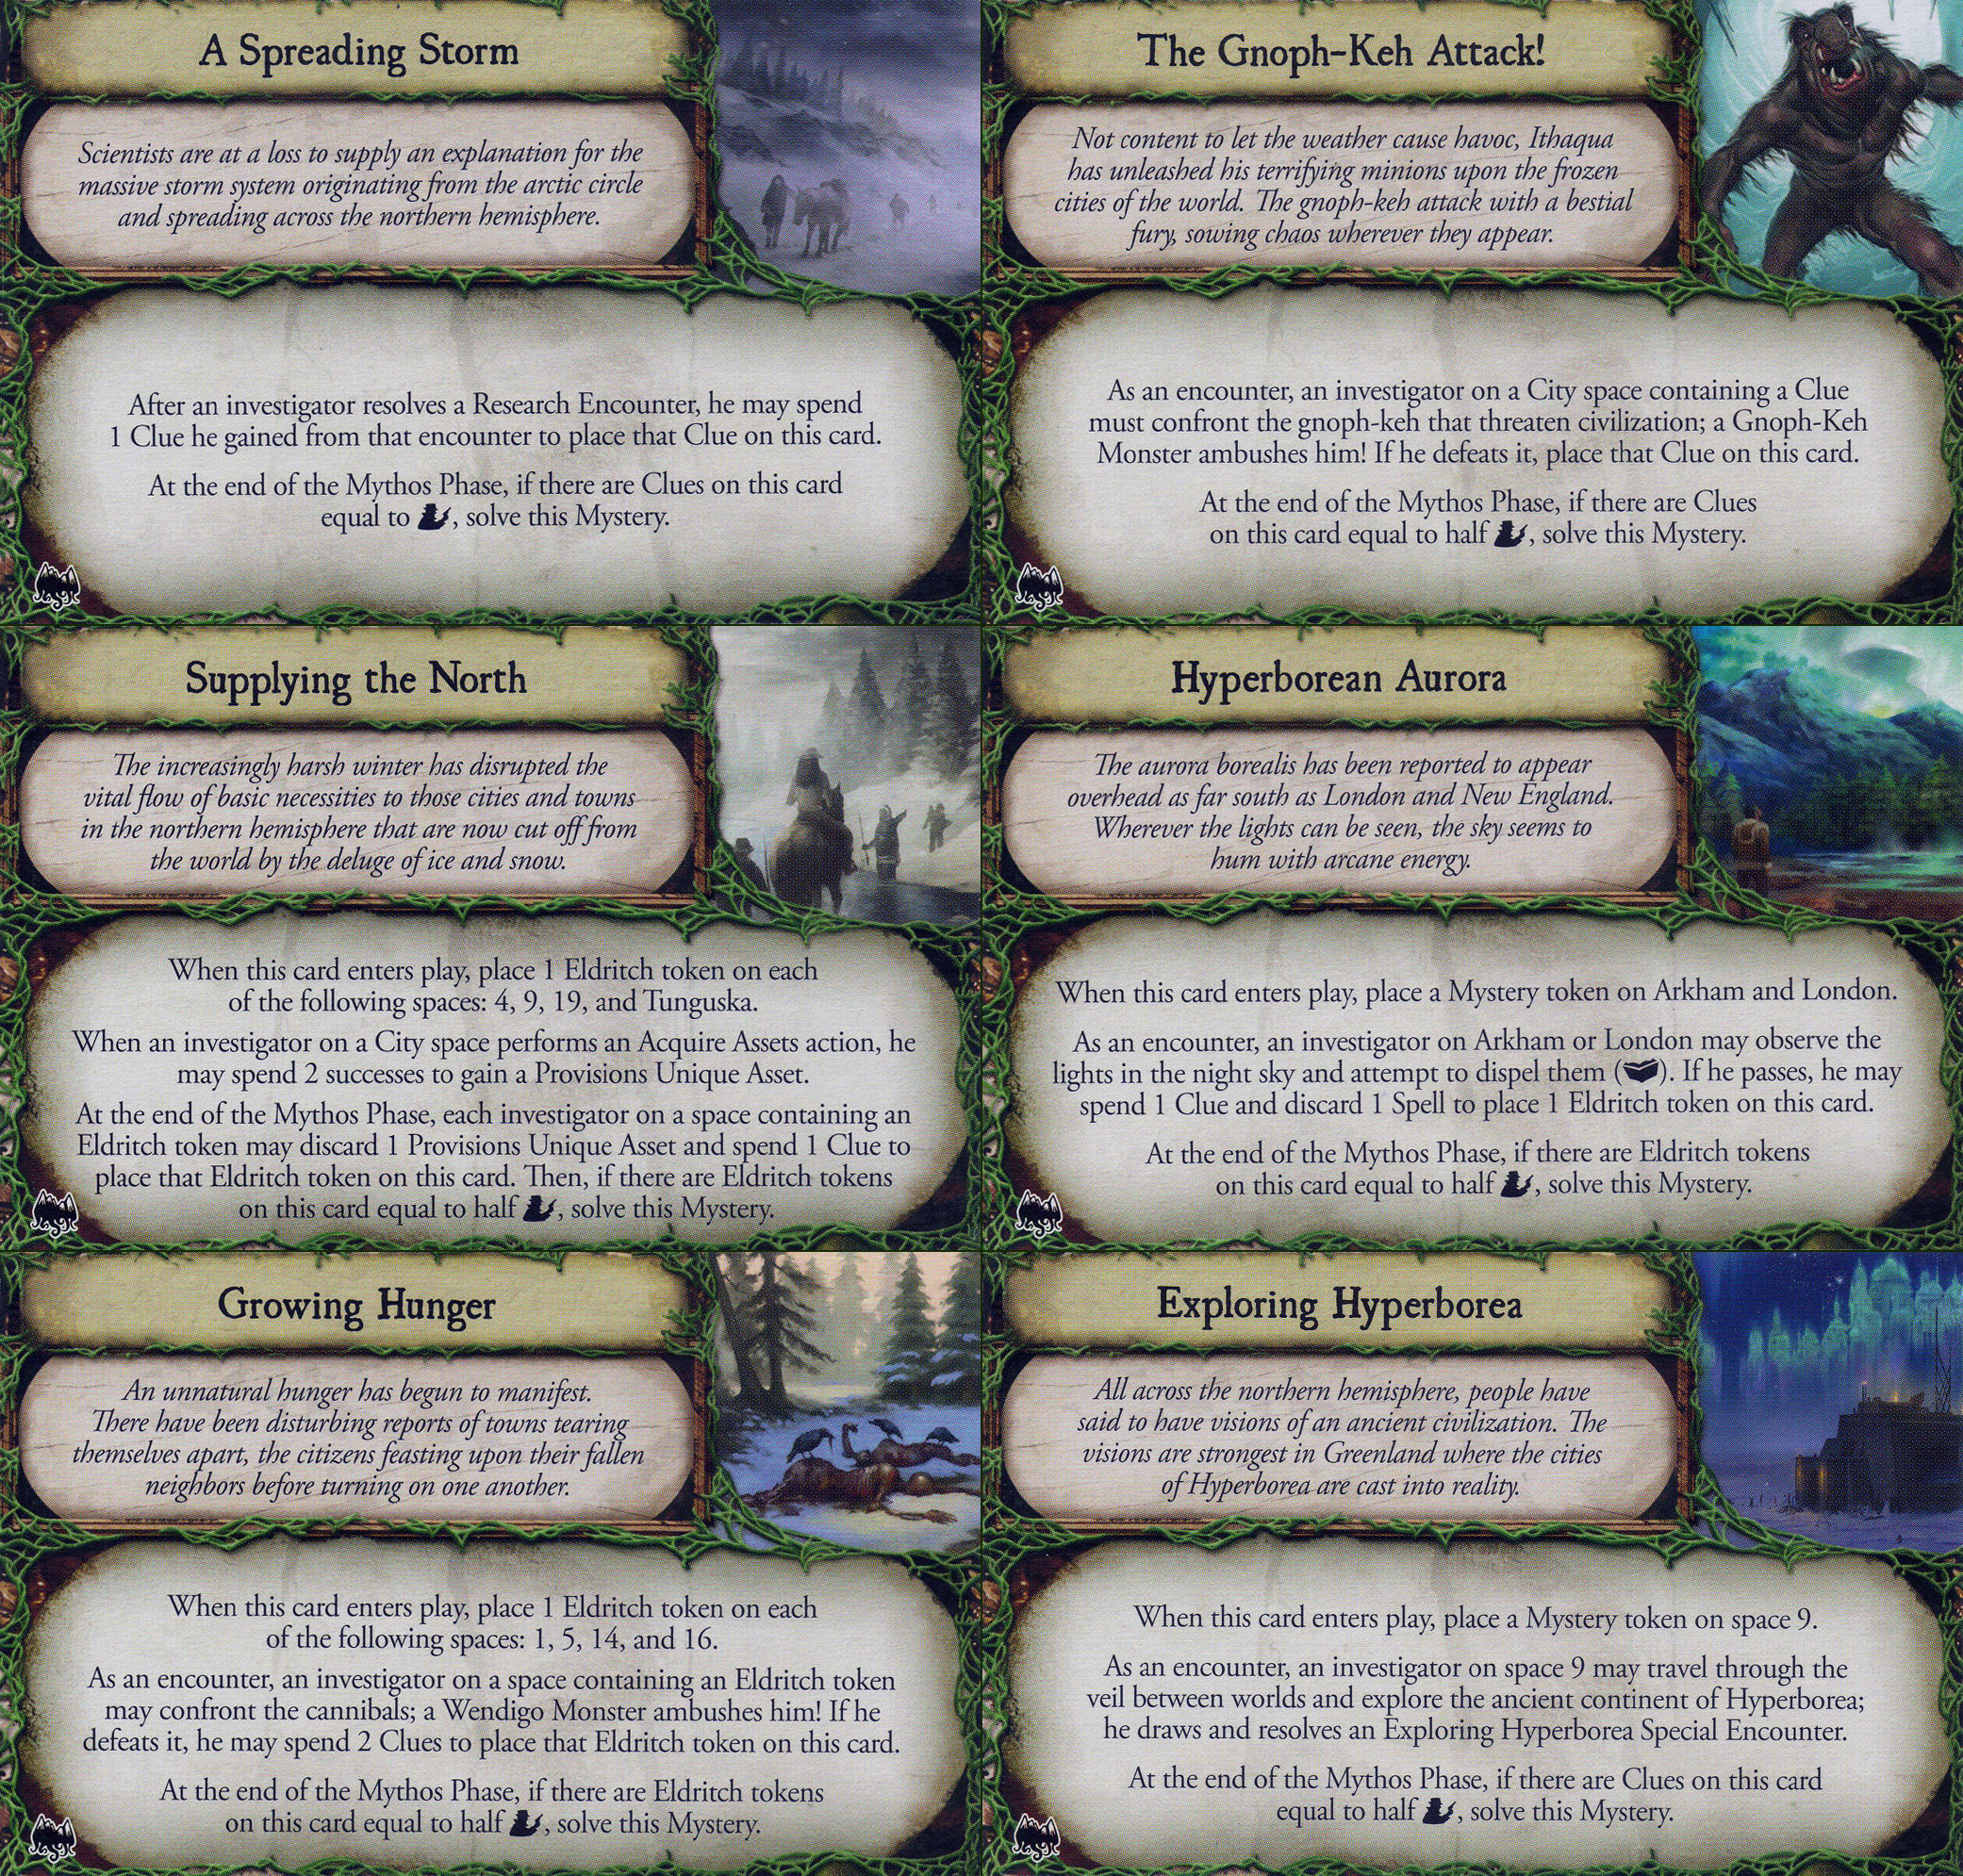 A Spreading Storm
Scientists are at a loss to supply an explanation for the
massive storm system originating from the arctic circle
and spreading across the northern hemisphere.
After an investigator resolves a Research Encounter, he may spend
1 Clue he gained from that encounter to place that Clue on this card.
At the end of the Mythos Phase, if there are Clues on this card
equal to , solve this Mystery.
The Gnoph-Keh Attack!
Not content to let the weather cause havoc, Ithaqua
has unleashed his terrifying minions upon the frozen
cities of the world. The gnoph-keh attack with a bestial
fury, sowing chaos wherever they appear.
As an encounter, an investigator on a City space containing a Clue
must confront the gnoph-keh that threaten civilization; a Gnoph-Keh
Monster ambushes him! If he defeats it, place that Clue on this card.
At the end of the Mythos Phase, if there are Clues
on this card equal to half , solve this Mystery.
Supplying the North
The increasingly harsh winter has disrupted the
vital flow of basic necessities to those cities and towns
in the northern hemisphere that are now cut off from
the world by the deluge of ice and snow.
When this card enters play, place 1 Eldritch token on each
of the following spaces: 4, 9, 19, and Tunguska.
When an investigator on a City space performs an Acquire Assets action, he
may spend 2 successes to gain a Provisions Unique Asset.
At the end of the Mythos Phase, each investigator on a space containing an
Eldritch token may discard 1 Provisions Unique Asset and spend 1 Clue to
place that Eldritch token on this card. Then, if there are Eldritch tokens
on this card equal to half , solve this Mystery.
Hyperborean Aurora
The aurora borealis has been reported to appear
overhead as far south as London and New England.
Wherever the lights can be seen, the sky seems to
hum with arcane energy.
When this card enters play, place a Mystery token on Arkham and London.
As an encounter, an investigator on Arkham or London may observe the
lights in the night sky and attempt to dispel them ( ). If he passes, he may
spend 1 Clue and discard 1 Spell to place 1 Eldritch token on this card.
At the end of the Mythos Phase, if there are Eldritch tokens
on this card equal to half , solve this Mystery.
Growing Hunger
An unnatural hunger has begun to manifest.
There have been disturbing reports of towns tearing
themselves apart, the citizens feasting upon their fallen
neighbors before turning on one another.
When this card enters play, place 1 Eldritch token on each
of the following spaces: 1, 5, 14, and 16.
As an encounter, an investigator on a space containing an Eldritch token
may confront the cannibals; a Wendigo Monster ambushes him! If he
defeats it, he may spend 2 Clues to place that Eldritch token on this card.
At the end of the Mythos Phase, if there are Eldritch tokens
on this card equal to half , solve this Mystery.
Exploring Hyperborea
All across the northern hemisphere, people have
said to have visions of an ancient civilization. The
visions are strongest in Greenland where the cities
of Hyperborea are cast into reality.
When this card enters play, place a Mystery token on space 9.
As an encounter, an investigator on space 9 may travel through the
veil between worlds and explore the ancient continent of Hyperborea;
he draws and resolves an Exploring Hyperborea Special Encounter.
At the end of the Mythos Phase, if there are Clues on this card
equal to half , solve this Mystery.